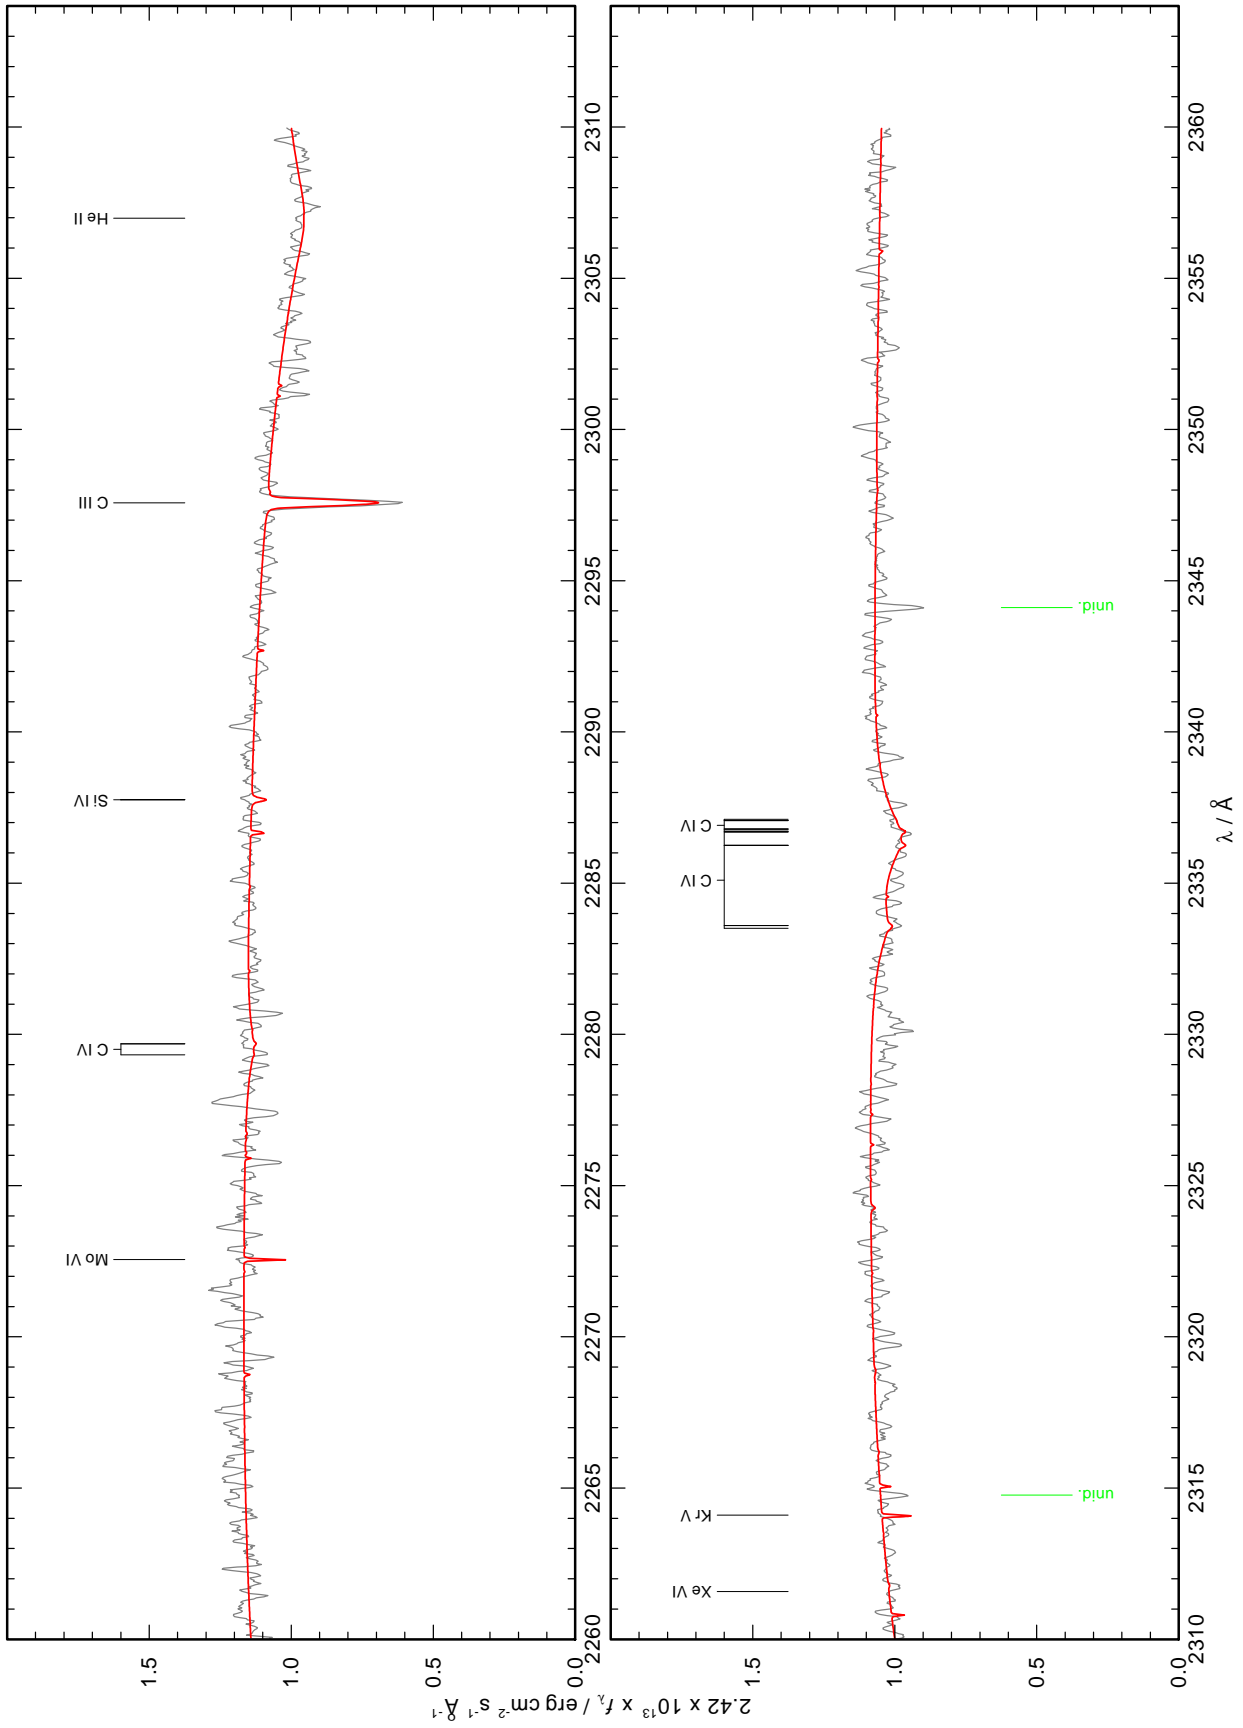 He II
C III
Si IV
C IV
Mo VI
2260 2265 2270 2275 2280 2285 2290 2295 2300 2305 2310
0.0
0.5
1.0
1.5
C IV
C IV
Kr V
Xe VI
unid.
unid.
2310 2315 2320 2325 2330 2335 2340 2345 2350 2355 2360
0.0
0.5
1.0
1.5
λ / Å
2.42 x 10¹³ x f_λ / erg cm⁻² s⁻¹ Å⁻¹